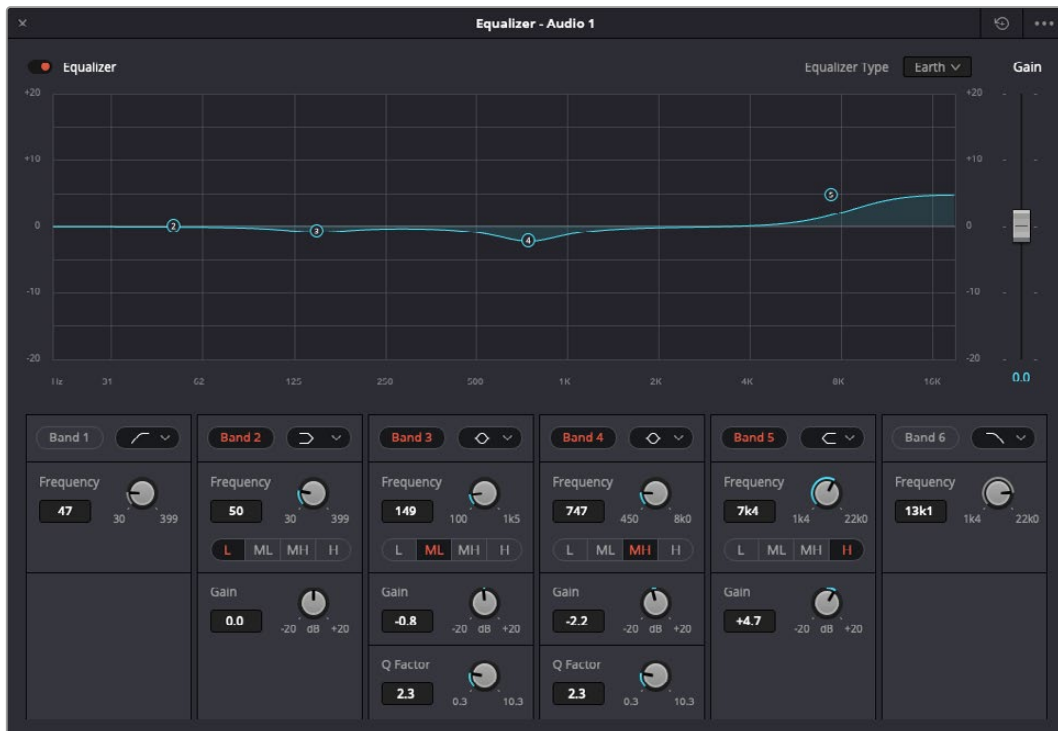 Equalizer - Audio 1
Equalizer
Equalizer Type Earth Gain
+20 +20
+10 +10
2 3 4 5
0 0
-10 -10
-20 -20
Hz 31 62 125 250 500 1K 2K 4K 8K 16K 0.0
Band 1 Band 2 Band 3 Band 4 Band 5 Band 6
Frequency Frequency Frequency Frequency Frequency Frequency
47 30 399 50 30 399 149 100 1k5 747 450 8k0 7k4 1k4 22k0 13k1 1k4 22k0
L ML MH H L ML MH H L ML MH H L ML MH H
Gain Gain Gain Gain
0.0 -20 dB +20 -0.8 -20 dB +20 -2.2 -20 dB +20 +4.7 -20 dB +20
Q Factor Q Factor
2.3 0.3 10.3 2.3 0.3 10.3